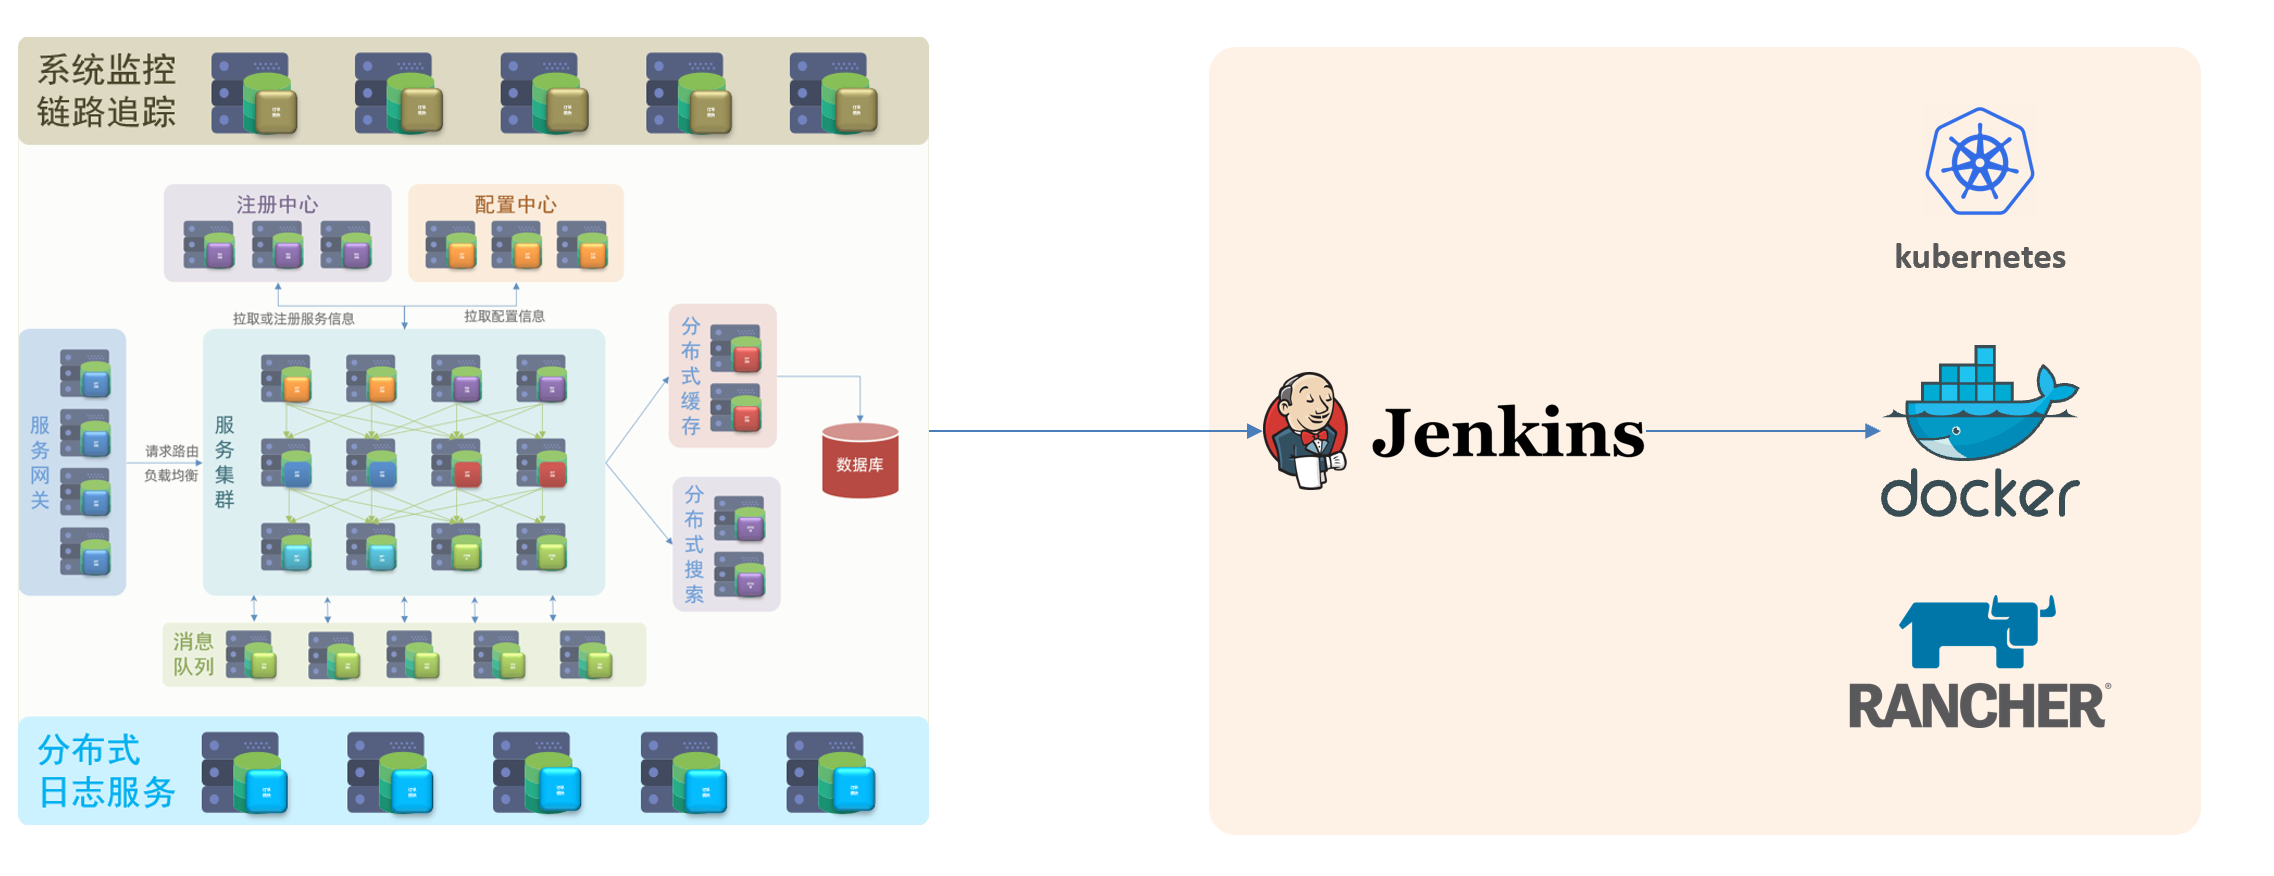 系统监控
链路追踪
注册中心
配置中心
拉取或注册服务信息
拉取配置信息
服务网关
请求路由
负载均衡
服务集群
分布式缓存
数据库
分布式搜索
消息
队列
分布式
日志服务
kubernetes
Jenkins
docker
RANCHER®